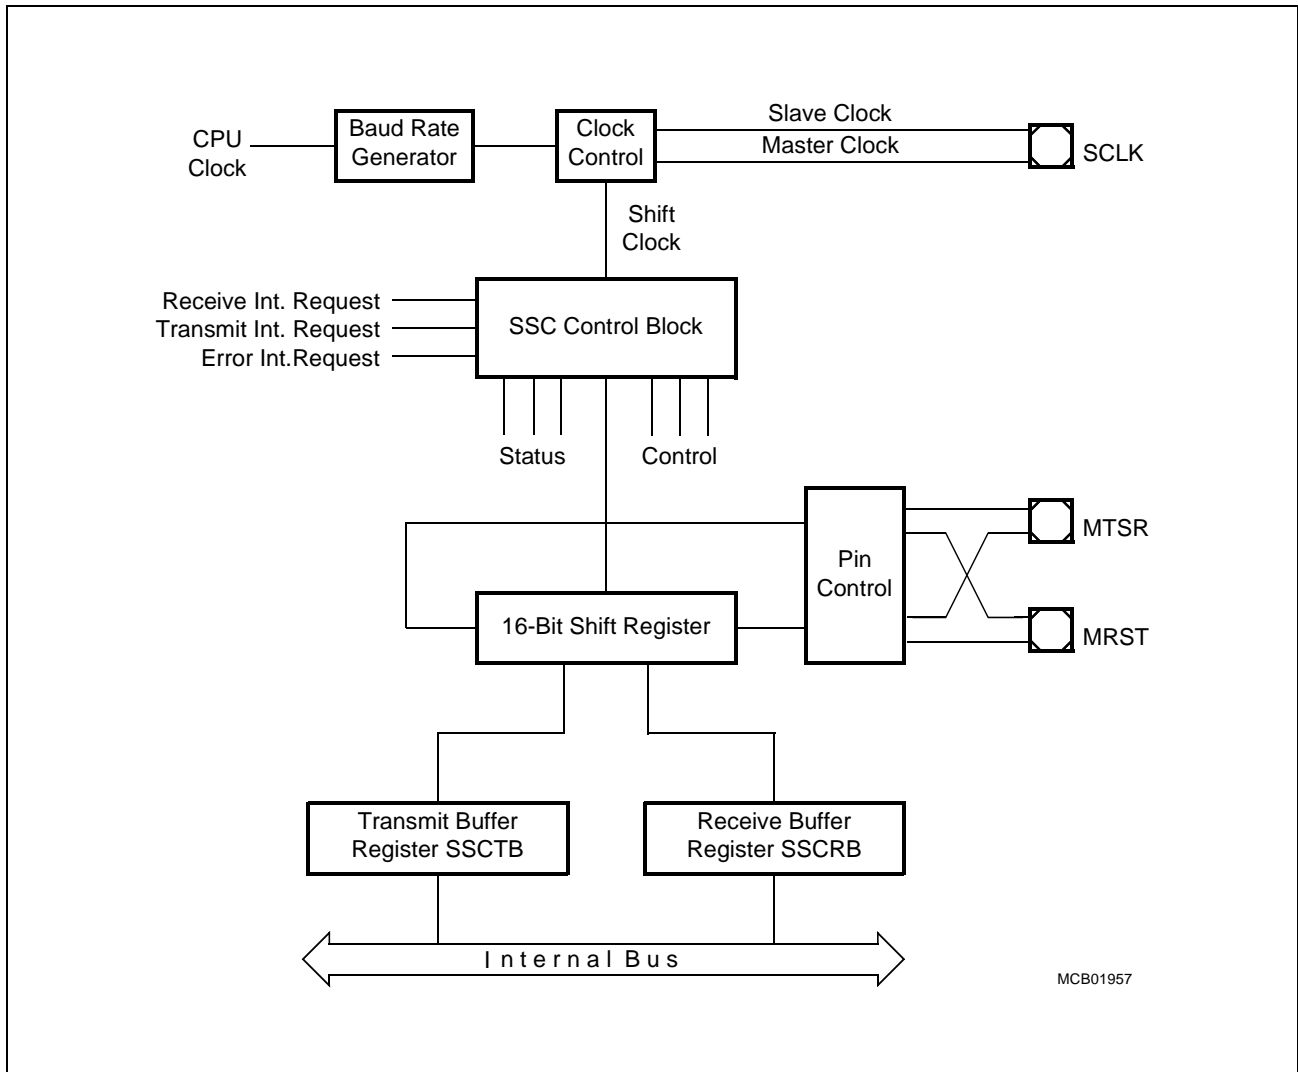 CPU
Clock
Baud Rate
Generator
Clock
Control
Slave Clock
Master Clock
SCLK
Shift
Clock
Receive Int. Request
Transmit Int. Request
Error Int.Request
SSC Control Block
Status
Control
Pin
Control
MTSR
MRST
16-Bit Shift Register
Transmit Buffer
Register SSCTB
Receive Buffer
Register SSCRB
Internal Bus
MCB01957